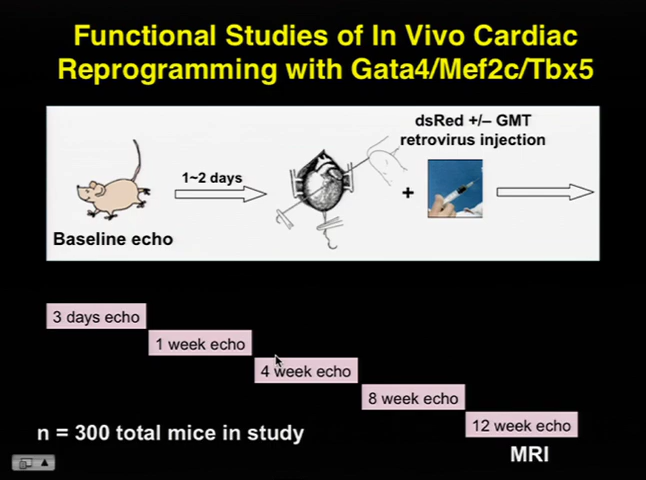 Functional Studies of In Vivo Cardiac
Reprogramming with Gata4/Mef2c/Tbx5
dsRed +/– GMT
retrovirus injection
1~2 days
+
Baseline echo
3 days echo
1 week echo
4 week echo
8 week echo
12 week echo
n = 300 total mice in study
MRI